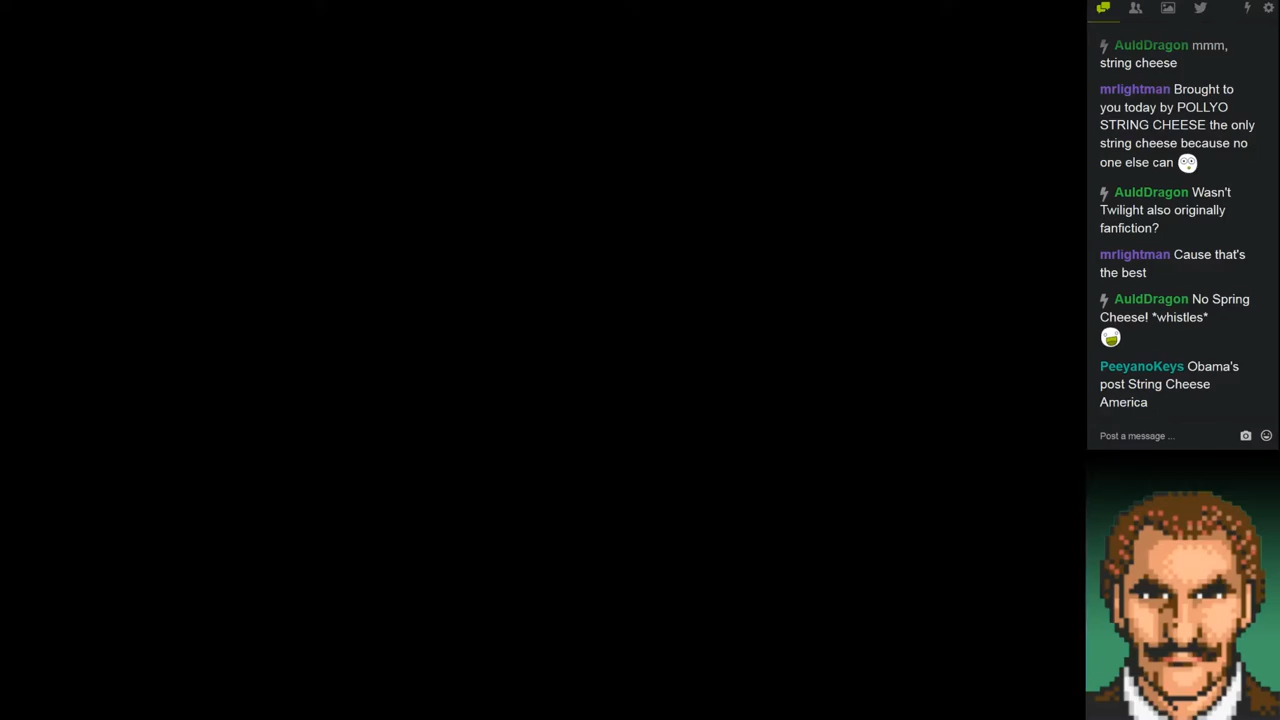 AuldDragon mmm,
string cheese
mrlightman Brought to
you today by POLLYO
STRING CHEESE the only
string cheese because no
one else can
AuldDragon Wasn't
Twilight also originally
fanfiction?
mrlightman Cause that's
the best
AuldDragon No Spring
Cheese! *whistles*
PeeyanoKeys Obama's
post String Cheese
America
Post a message ...